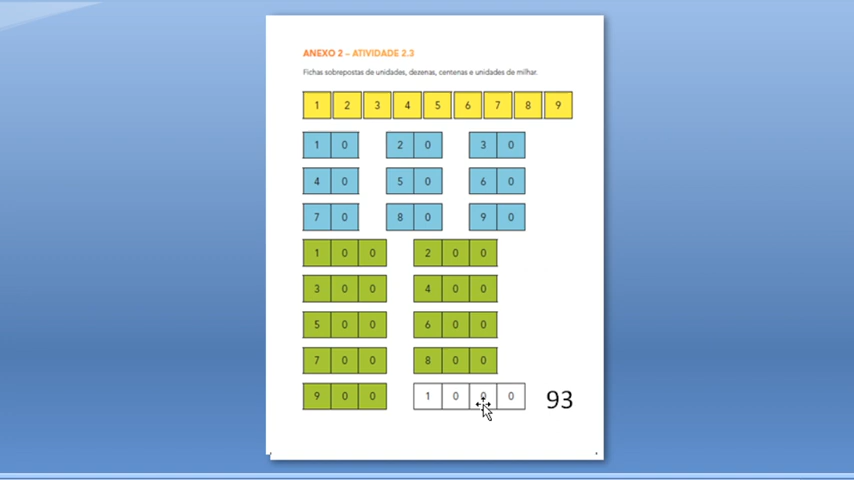 ANEXO 2 – ATIVIDADE 2.3
Fichas sobrepostas de unidades, dezenas, centenas e unidades de milhar.
1 2 3 4 5 6 7 8 9
1 0 2 0 3 0
4 0 5 0 6 0
7 0 8 0 9 0
1 0 0 2 0 0
3 0 0 4 0 0
5 0 0 6 0 0
7 0 0 8 0 0
9 0 0 1 0 0 0 93